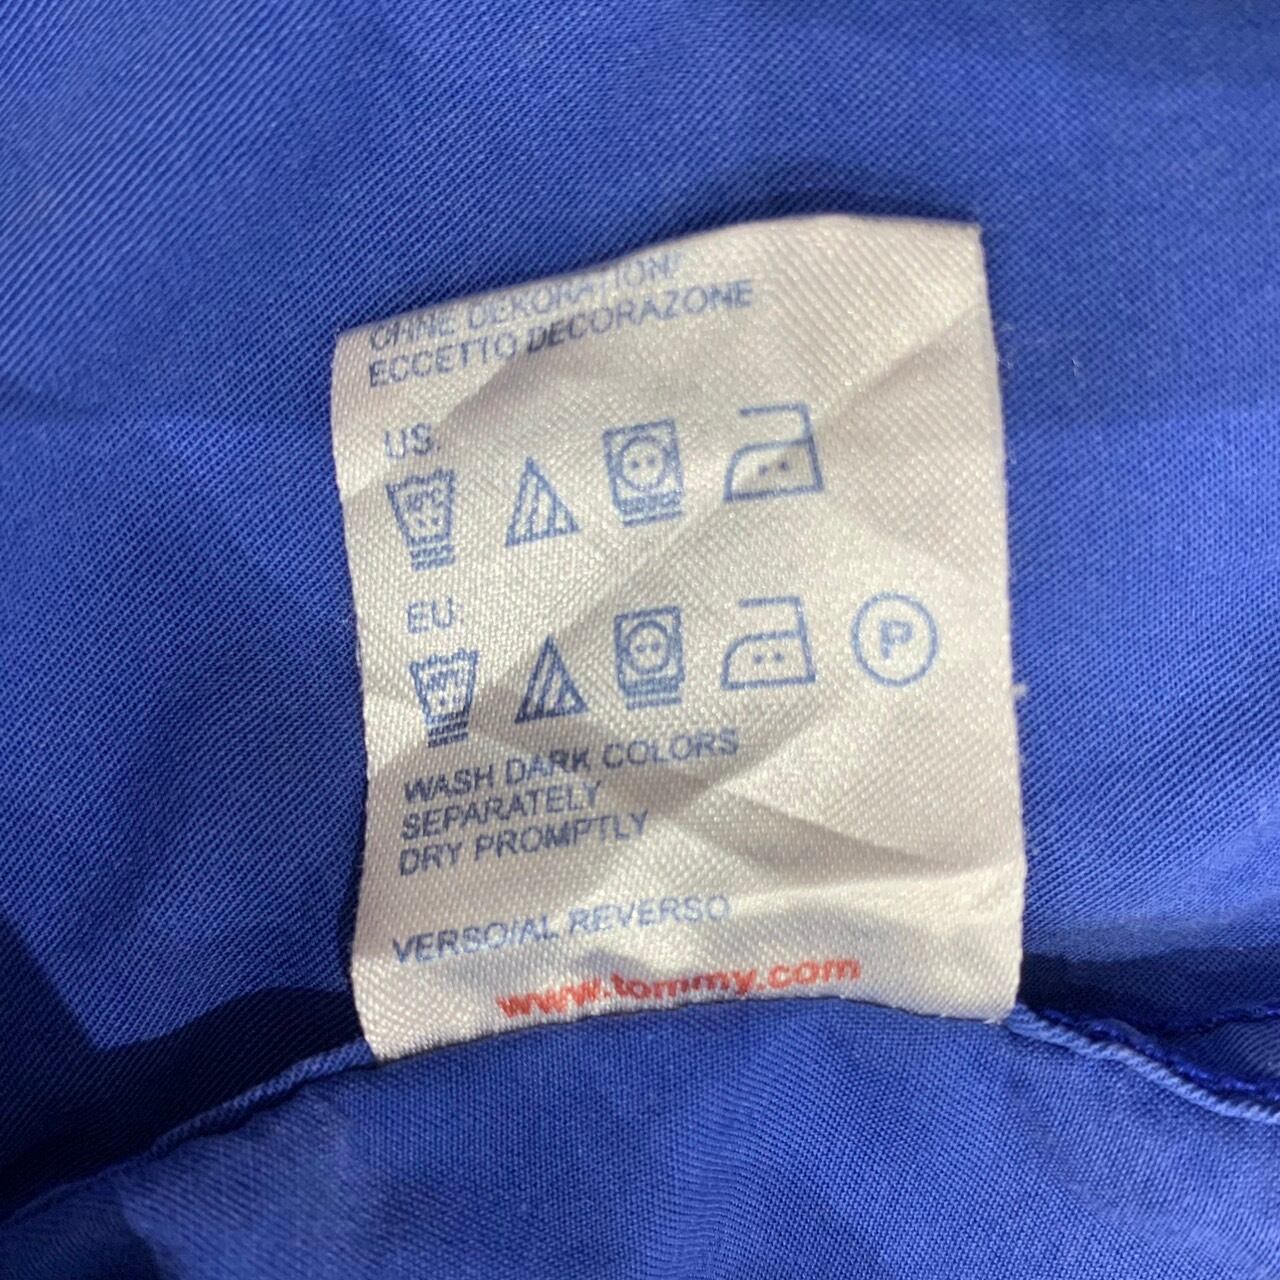 OHNE DEKORATION/
ECCETTO DECORAZONE
US:
EU:
P
WASH DARK COLORS
SEPARATELY
DRY PROMPTLY
VERSO/AL REVERSO
www.tommy.com